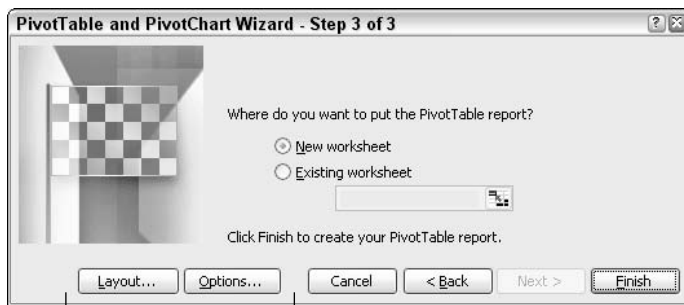 PivotTable and PivotChart Wizard - Step 3 of 3
Where do you want to put the PivotTable report?
New worksheet
Existing worksheet
Click Finish to create your PivotTable report.
Layout... Options... Cancel < Back Next > Finish